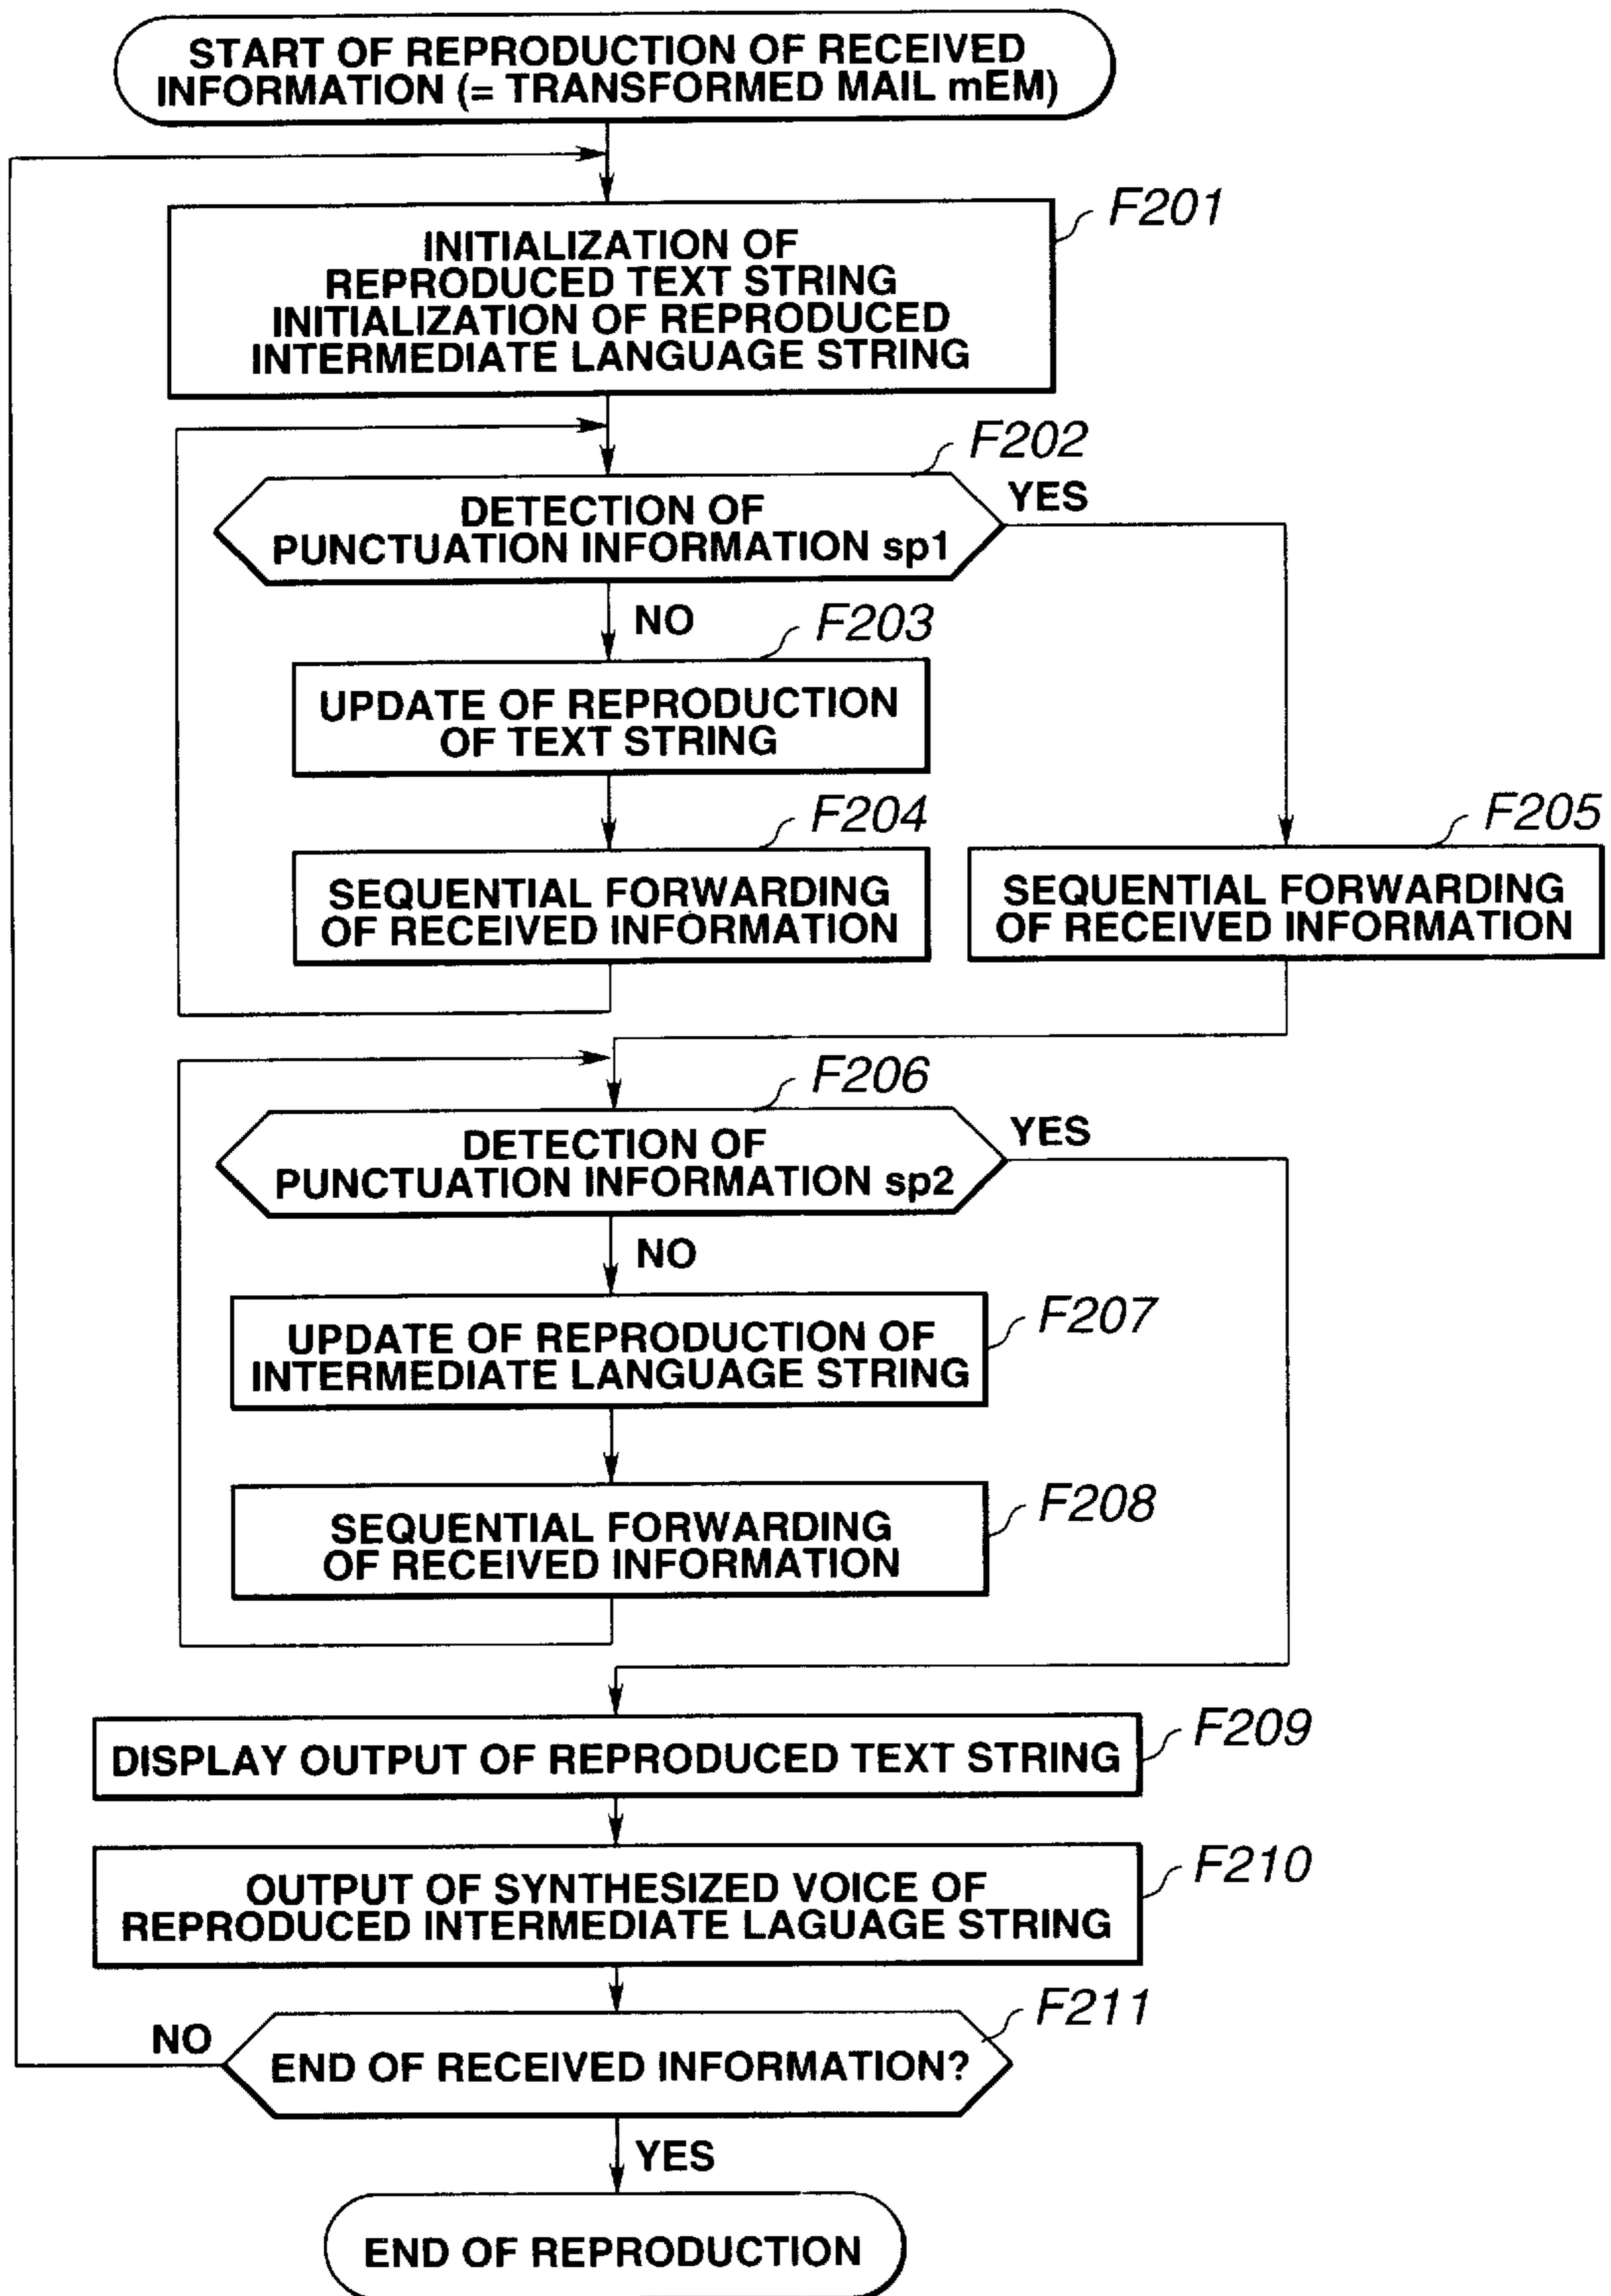 START OF REPRODUCTION OF RECEIVED
INFORMATION (= TRANSFORMED MAIL mEM)
F201
INITIALIZATION OF
REPRODUCED TEXT STRING
INITIALIZATION OF REPRODUCED
INTERMEDIATE LANGUAGE STRING
F202
DETECTION OF
PUNCTUATION INFORMATION sp1
YES
NO
F203
UPDATE OF REPRODUCTION
OF TEXT STRING
F204
SEQUENTIAL FORWARDING
OF RECEIVED INFORMATION
F205
SEQUENTIAL FORWARDING
OF RECEIVED INFORMATION
F206
DETECTION OF
PUNCTUATION INFORMATION sp2
YES
NO
F207
UPDATE OF REPRODUCTION OF
INTERMEDIATE LANGUAGE STRING
F208
SEQUENTIAL FORWARDING
OF RECEIVED INFORMATION
F209
DISPLAY OUTPUT OF REPRODUCED TEXT STRING
F210
OUTPUT OF SYNTHESIZED VOICE OF
REPRODUCED INTERMEDIATE LAGUAGE STRING
F211
NO
END OF RECEIVED INFORMATION?
YES
END OF REPRODUCTION